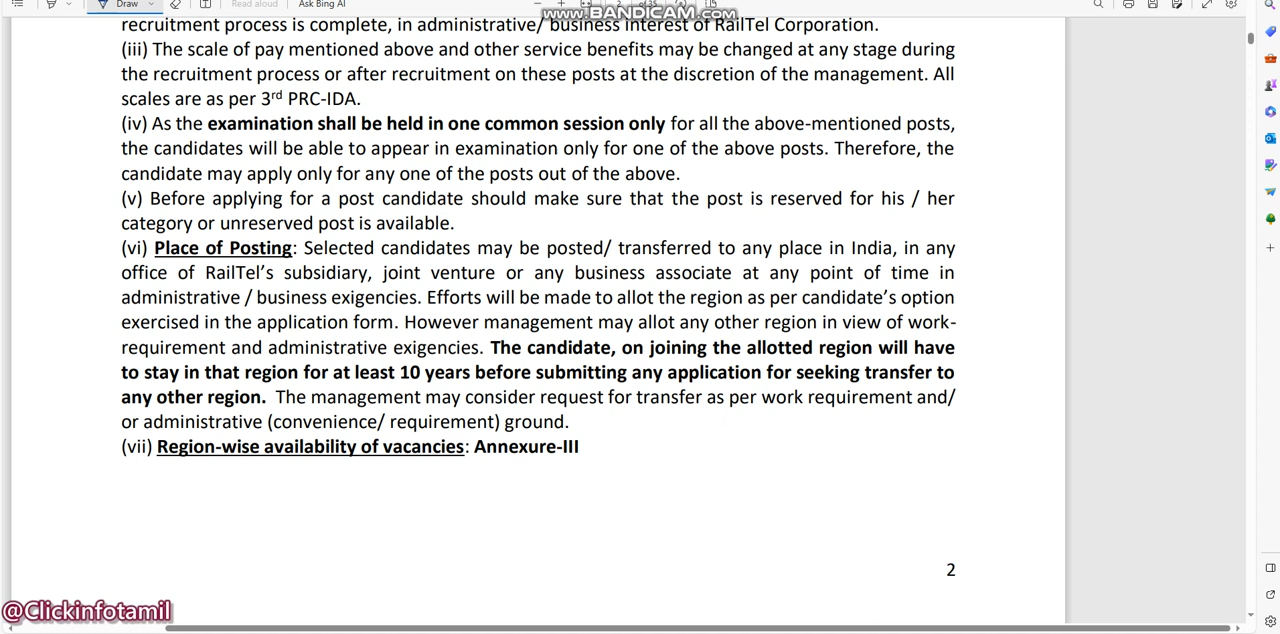 Draw
Read aloud
Ask Bing AI
www.BANDICAM.com
recruitment process is complete, in administrative/ business interest of RailTel Corporation.
(iii) The scale of pay mentioned above and other service benefits may be changed at any stage during
the recruitment process or after recruitment on these posts at the discretion of the management. All
scales are as per 3rd PRC-IDA.
(iv) As the examination shall be held in one common session only for all the above-mentioned posts,
the candidates will be able to appear in examination only for one of the above posts. Therefore, the
candidate may apply only for any one of the posts out of the above.
(v) Before applying for a post candidate should make sure that the post is reserved for his / her
category or unreserved post is available.
(vi) Place of Posting: Selected candidates may be posted/ transferred to any place in India, in any
office of RailTel's subsidiary, joint venture or any business associate at any point of time in
administrative / business exigencies. Efforts will be made to allot the region as per candidate's option
exercised in the application form. However management may allot any other region in view of work-
requirement and administrative exigencies. The candidate, on joining the allotted region will have
to stay in that region for at least 10 years before submitting any application for seeking transfer to
any other region. The management may consider request for transfer as per work requirement and/
or administrative (convenience/ requirement) ground.
(vii) Region-wise availability of vacancies: Annexure-III
2
@Clickinfotamil